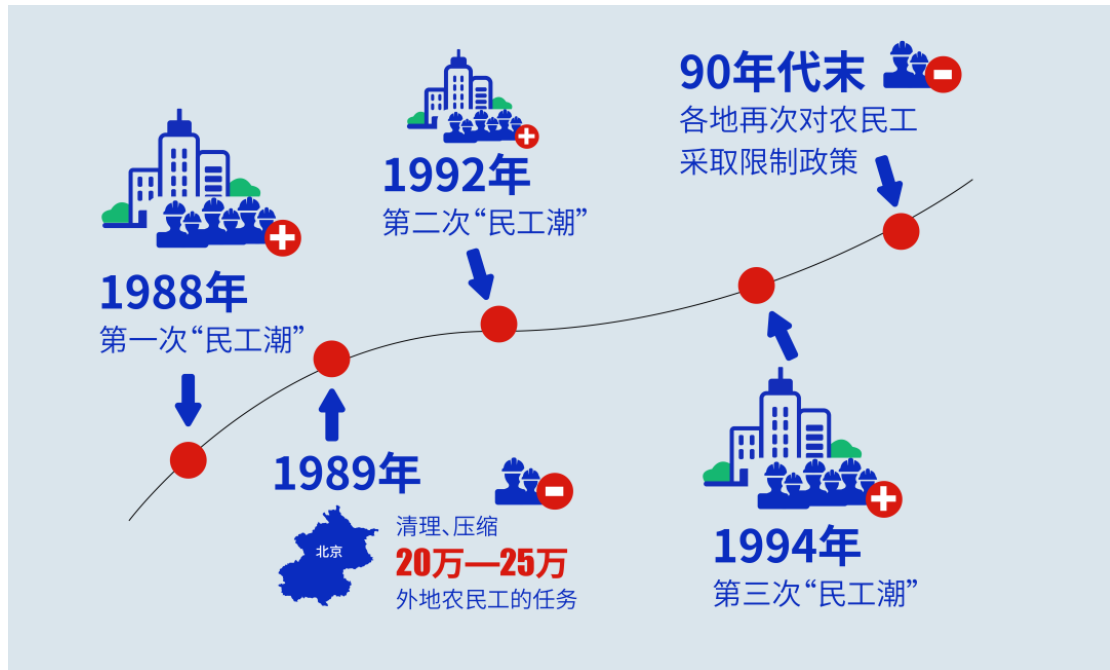 1988年
第一次“民工潮”
1989年
北京
清理、压缩
20万—25万
外地农民工的任务
1992年
第二次“民工潮”
1994年
第三次“民工潮”
90年代末
各地再次对农民工
采取限制政策